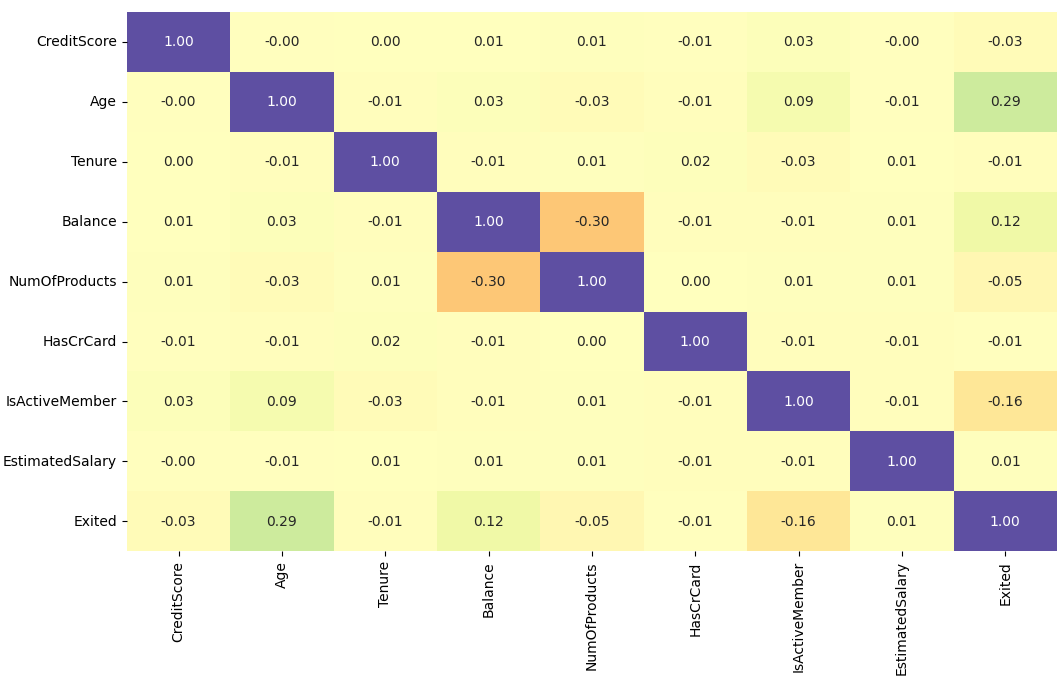 CreditScore 1.00 -0.00 0.00 0.01 0.01 -0.01 0.03 -0.00 -0.03
Age -0.00 1.00 -0.01 0.03 -0.03 -0.01 0.09 -0.01 0.29
Tenure 0.00 -0.01 1.00 -0.01 0.01 0.02 -0.03 0.01 -0.01
Balance 0.01 0.03 -0.01 1.00 -0.30 -0.01 -0.01 0.01 0.12
NumOfProducts 0.01 -0.03 0.01 -0.30 1.00 0.00 0.01 0.01 -0.05
HasCrCard -0.01 -0.01 0.02 -0.01 0.00 1.00 -0.01 -0.01 -0.01
IsActiveMember 0.03 0.09 -0.03 -0.01 0.01 -0.01 1.00 -0.01 -0.16
EstimatedSalary -0.00 -0.01 0.01 0.01 0.01 -0.01 -0.01 1.00 0.01
Exited -0.03 0.29 -0.01 0.12 -0.05 -0.01 -0.16 0.01 1.00
CreditScore Age Tenure Balance NumOfProducts HasCrCard IsActiveMember EstimatedSalary Exited